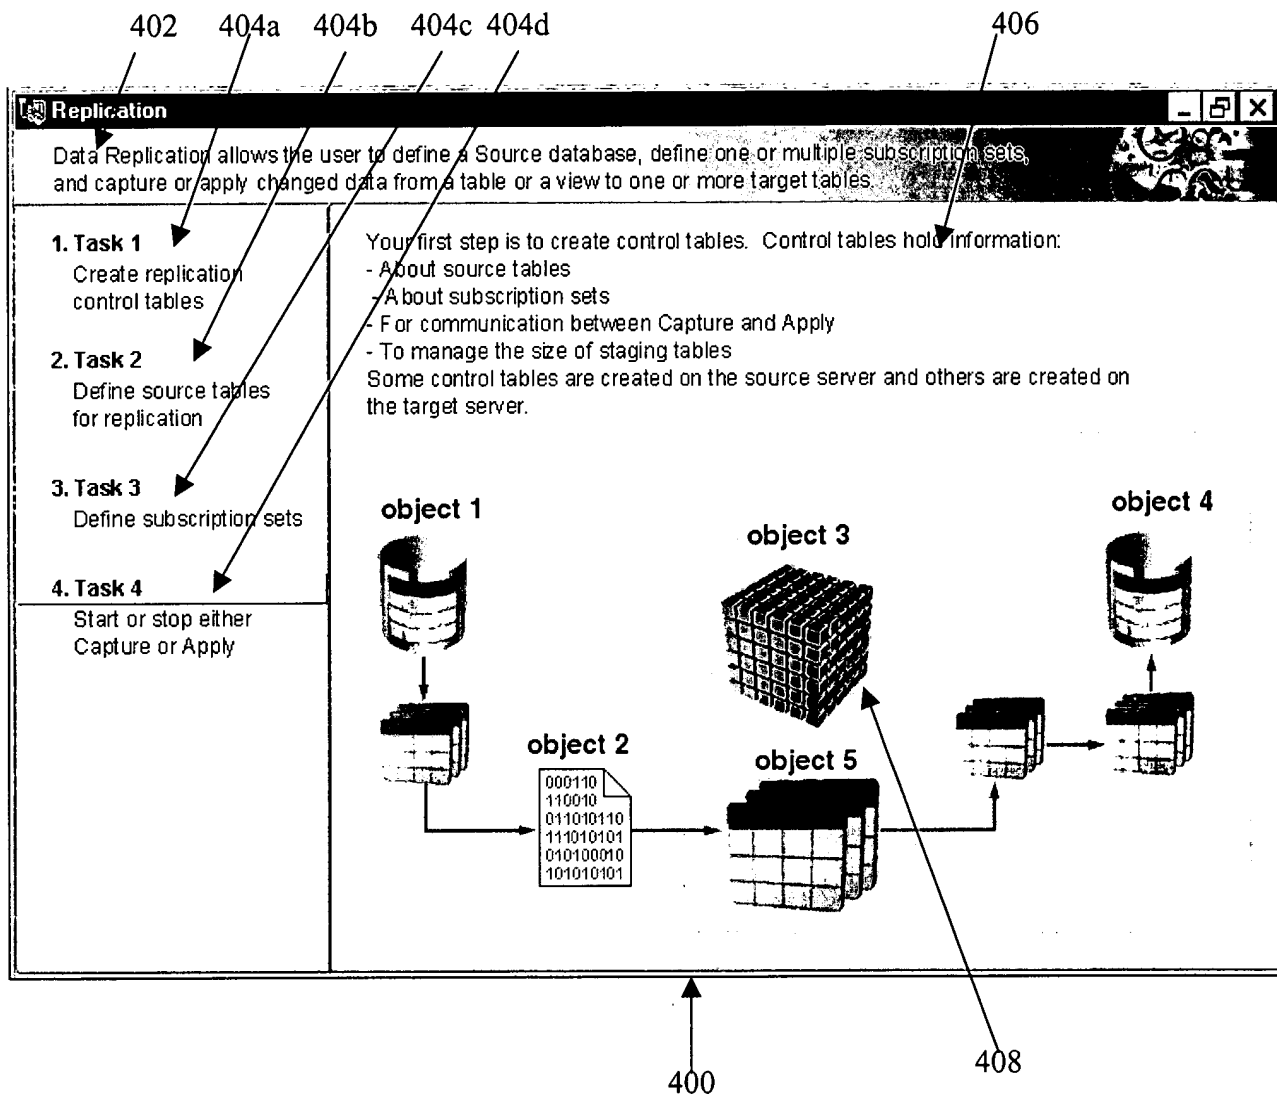 402 404a 404b 404c 404d 406
Replication
Data Replication allows the user to define a Source database, define one or multiple subscription sets,
and capture or apply changed data from a table or a view to one or more target tables.
1. Task 1
Create replication
control tables
2. Task 2
Define source tables
for replication
3. Task 3
Define subscription sets
4. Task 4
Start or stop either
Capture or Apply
Your first step is to create control tables. Control tables hold information:
- About source tables
- About subscription sets
- For communication between Capture and Apply
- To manage the size of staging tables
Some control tables are created on the source server and others are created on
the target server.
object 1
object 3
object 4
object 2
object 5
000110
110010
011010110
111010101
010100010
101010101
408
400